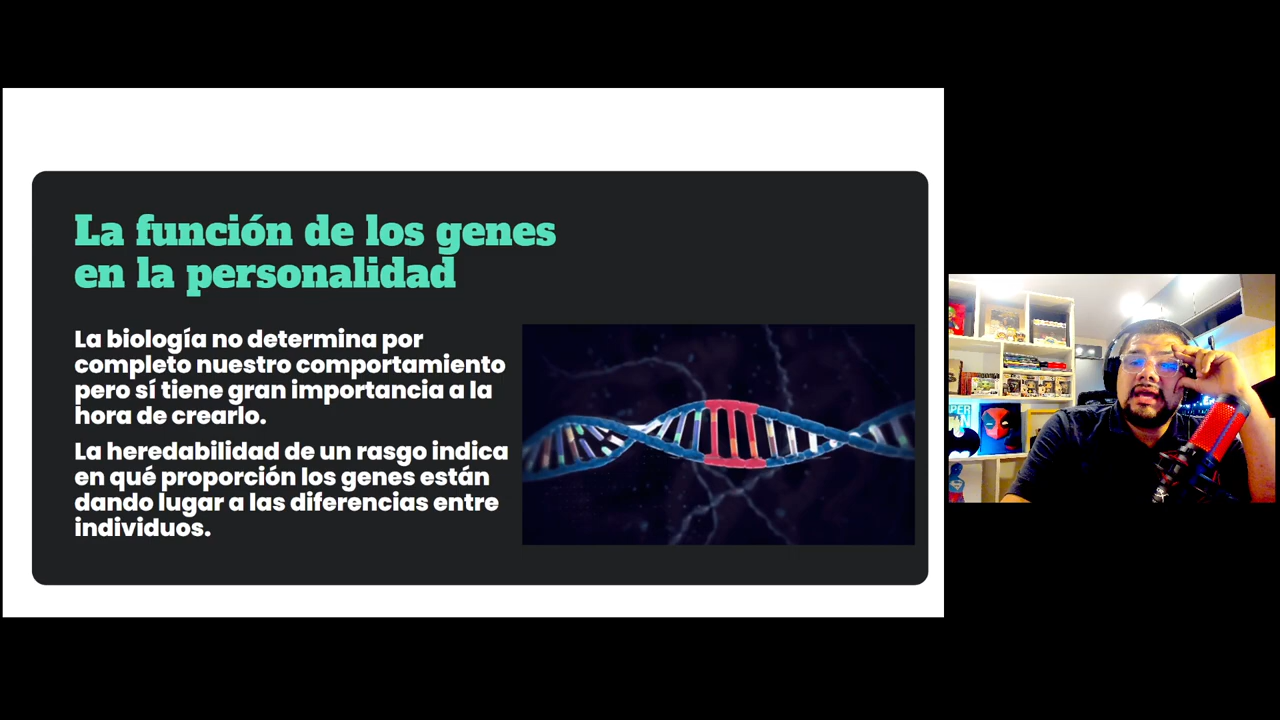 La función de los genes
en la personalidad
La biología no determina por
completo nuestro comportamiento
pero sí tiene gran importancia a la
hora de crearlo.
La heredabilidad de un rasgo indica
en qué proporción los genes están
dando lugar a las diferencias entre
individuos.